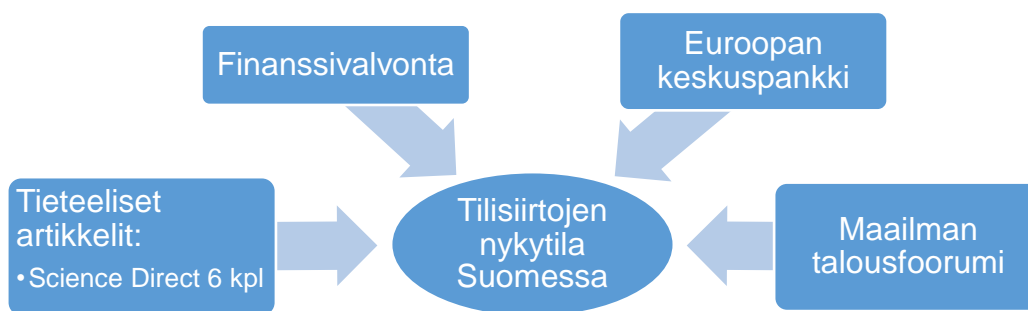 Finanssivalvonta
Euroopan
keskuspankki
Tieteeliset
artikkelit:
•Science Direct 6 kpl
Tilisiirtojen
nykytila
Suomessa
Maailman
talousfoorumi